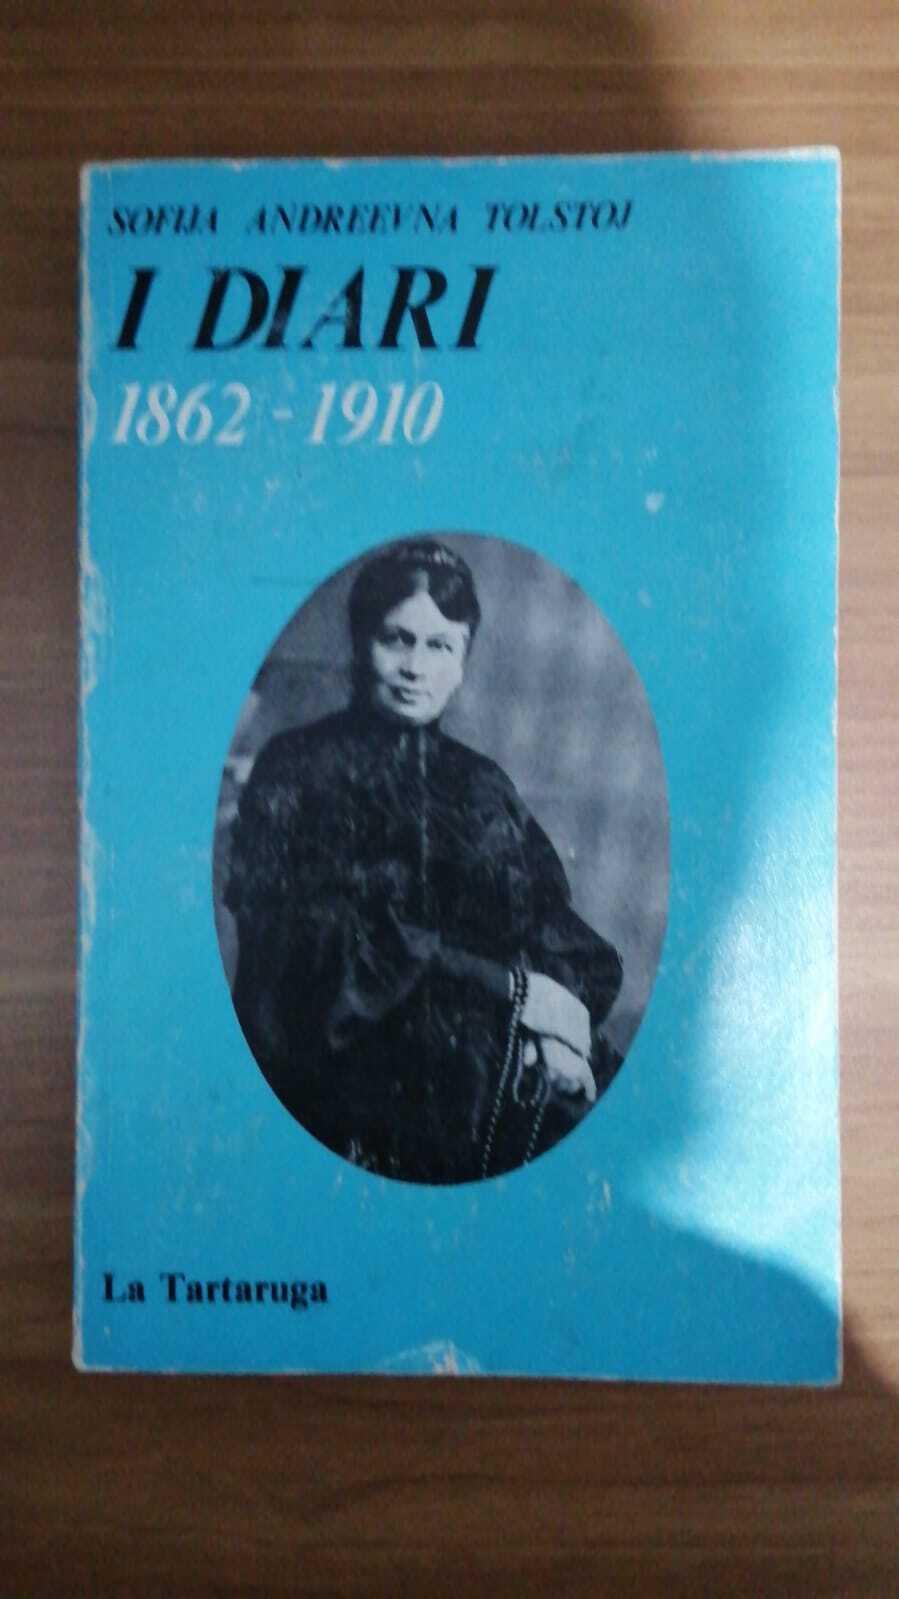 SOFIJA ANDREEVNA TOLSTOJ
I DIARI
1862 - 1910
La Tartaruga